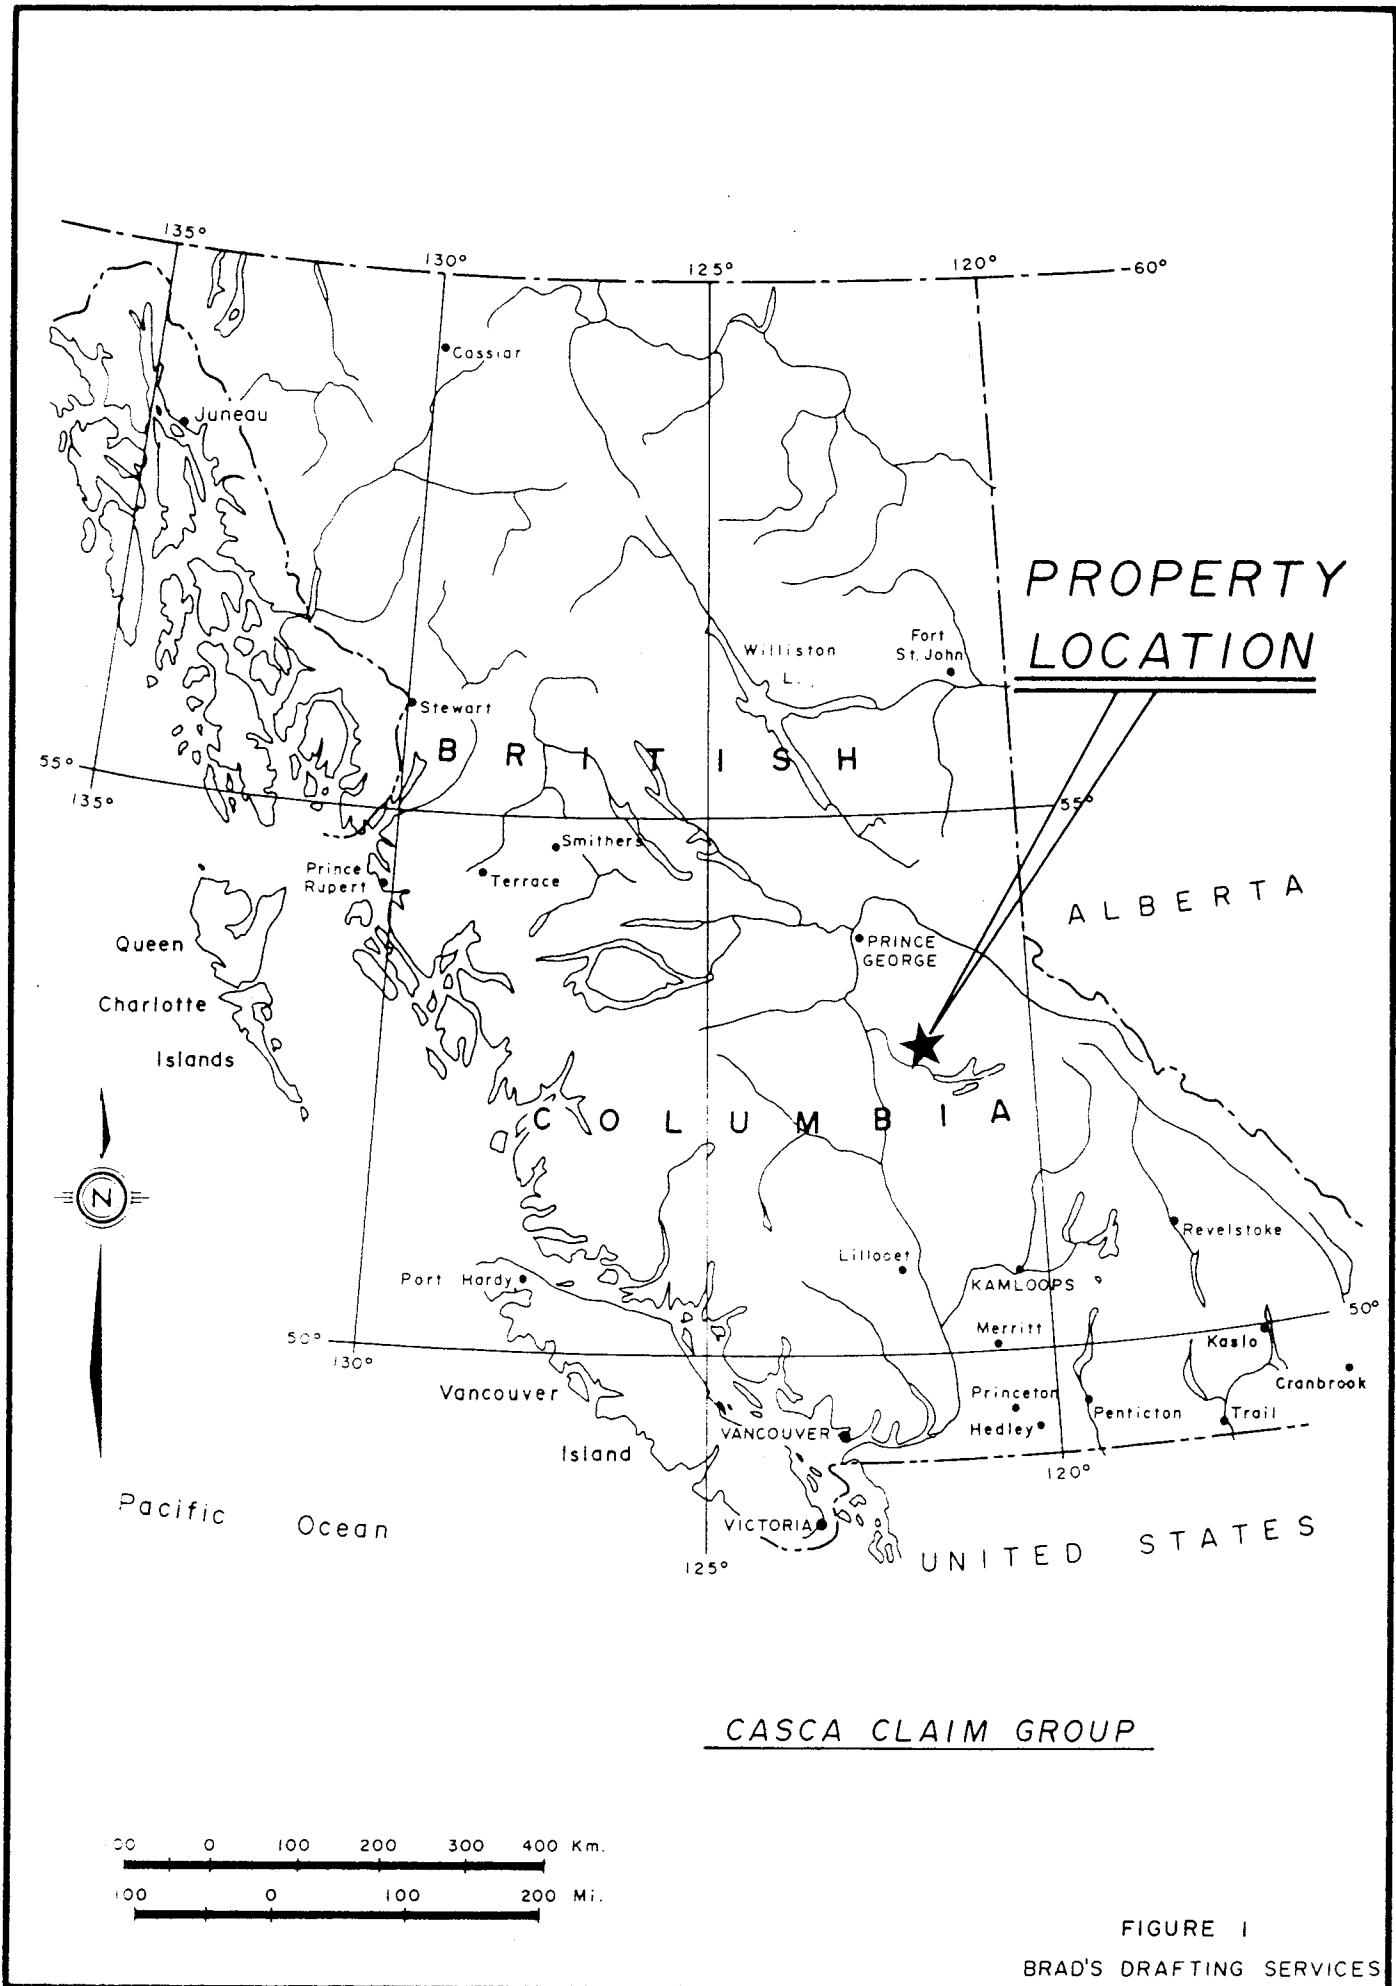 135°
130°
125°
120°
-60°
Cassiar
Juneau
PROPERTY
LOCATION
Williston
L.
Fort
St. John
Stewart
BRITISH
55°
135°
55°
Smithers
Terrace
Prince
Rupert
ALBERTA
PRINCE
GEORGE
Queen
Charlotte
Islands
COLUMBIA
N
Revelstoke
Lillooet
Port Hardy
KAMLOOPS
50°
Merritt
Kaslo
50°
130°
Cranbrook
Vancouver
Princeton
Penticton
Trail
Hedley
VANCOUVER
Island
120°
Pacific Ocean
VICTORIA
UNITED STATES
125°
CASCA CLAIM GROUP
0 100 200 300 400 Km.
100 0 100 200 Mi.
FIGURE 1
BRAD'S DRAFTING SERVICES